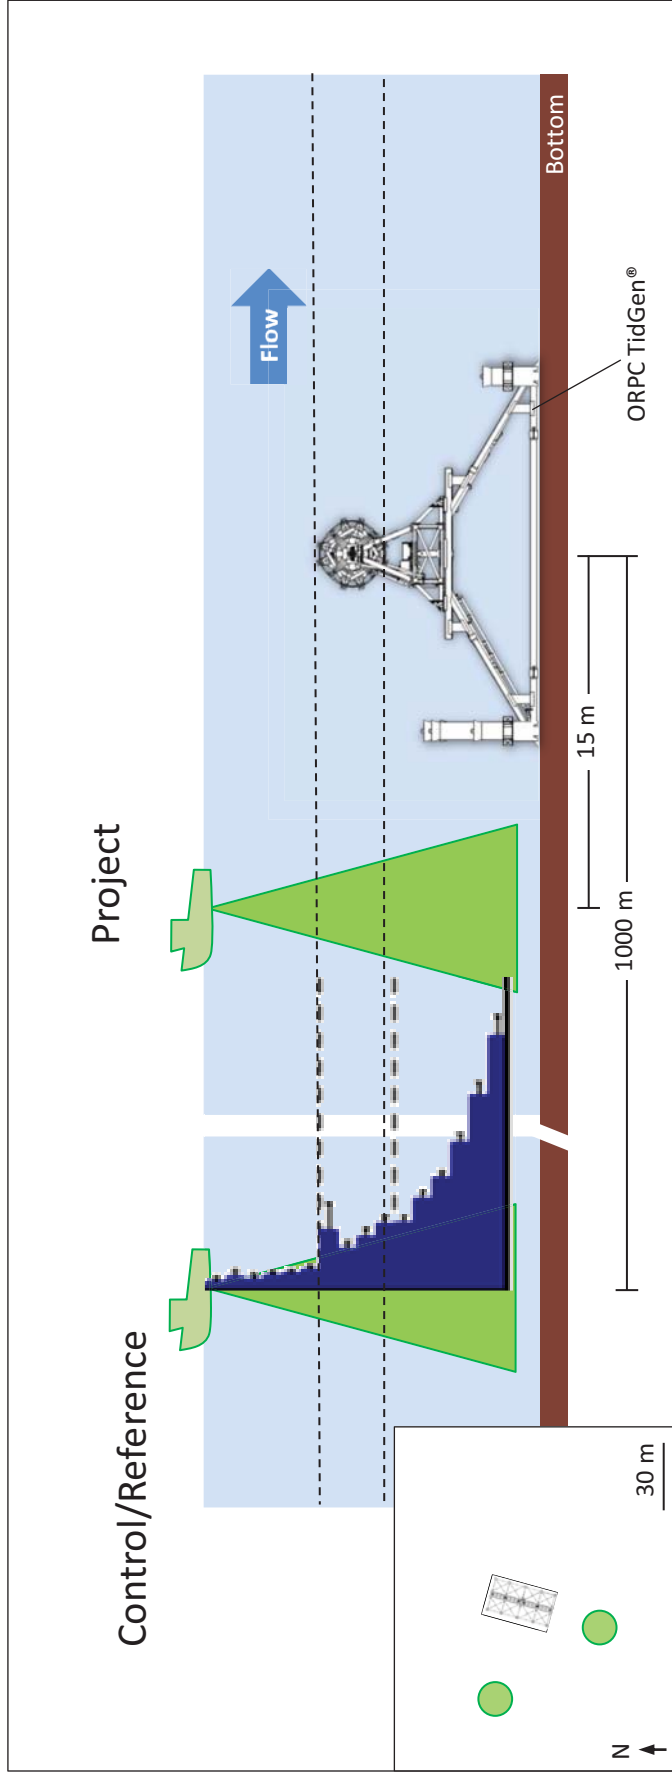 Control/Reference
Project
Flow
Bottom
ORPC TidGen®
15 m
1000 m
N
30 m